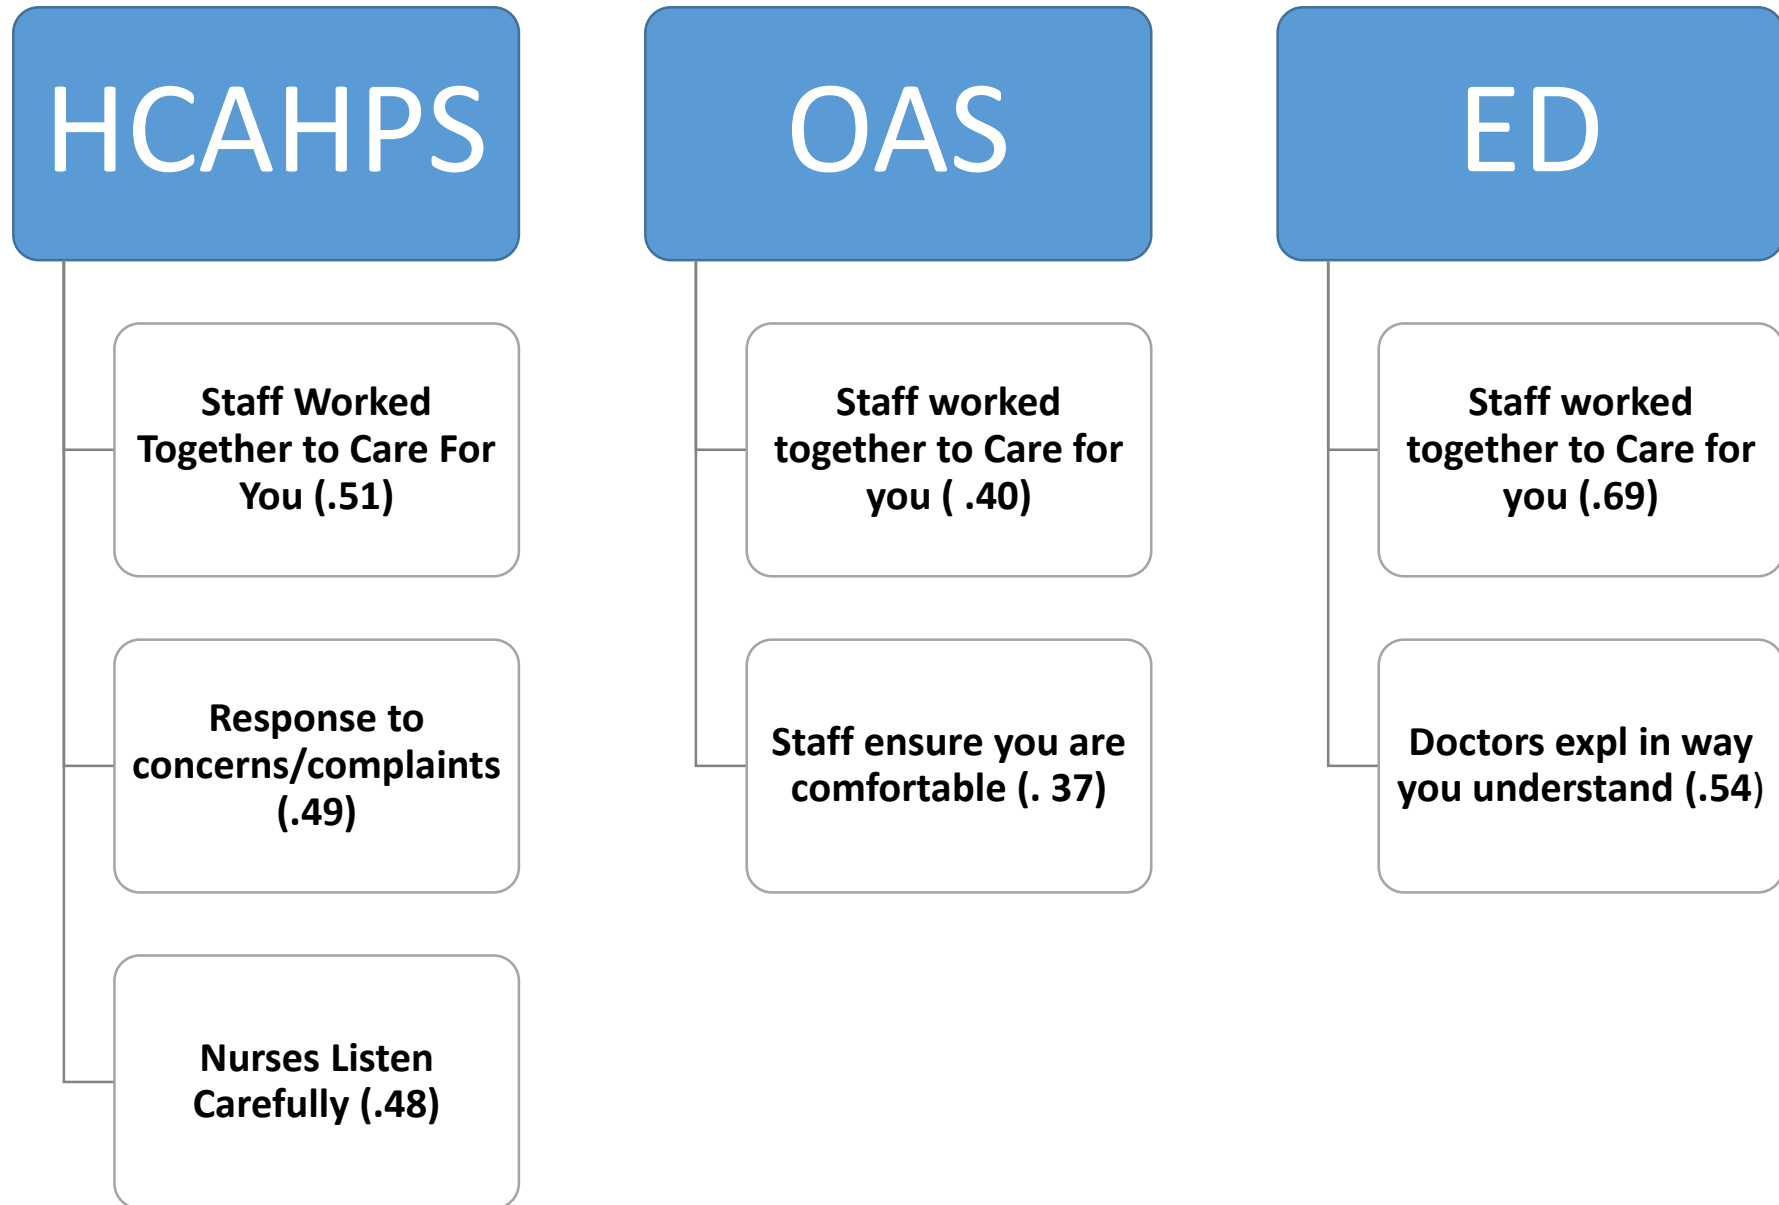 HCAHPS
Staff Worked
Together to Care For
You (.51)
Response to
concerns/complaints
(.49)
Nurses Listen
Carefully (.48)
OAS
Staff worked
together to Care for
you ( .40)
Staff ensure you are
comfortable (. 37)
ED
Staff worked
together to Care for
you (.69)
Doctors expl in way
you understand (.54)